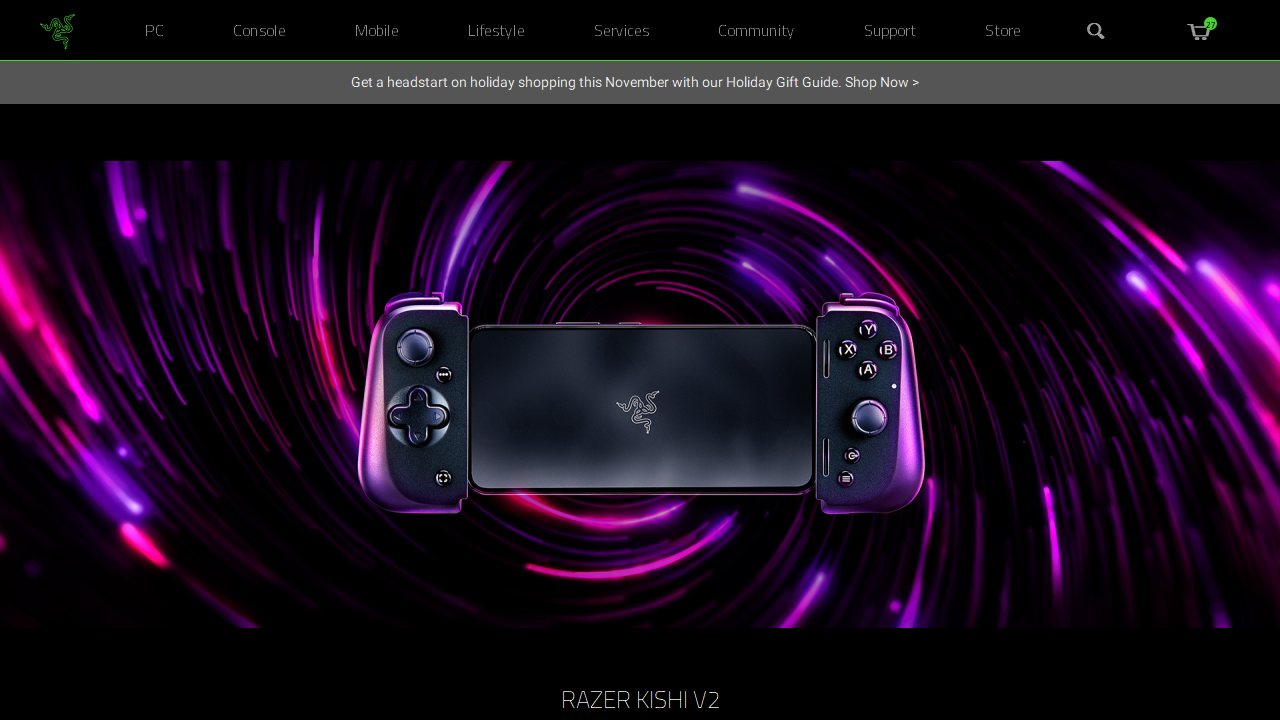 PC Console Mobile Lifestyle Services Community Support Store 27
Get a headstart on holiday shopping this November with our Holiday Gift Guide. Shop Now >
Y
X B
A
RAZER KISHI V2